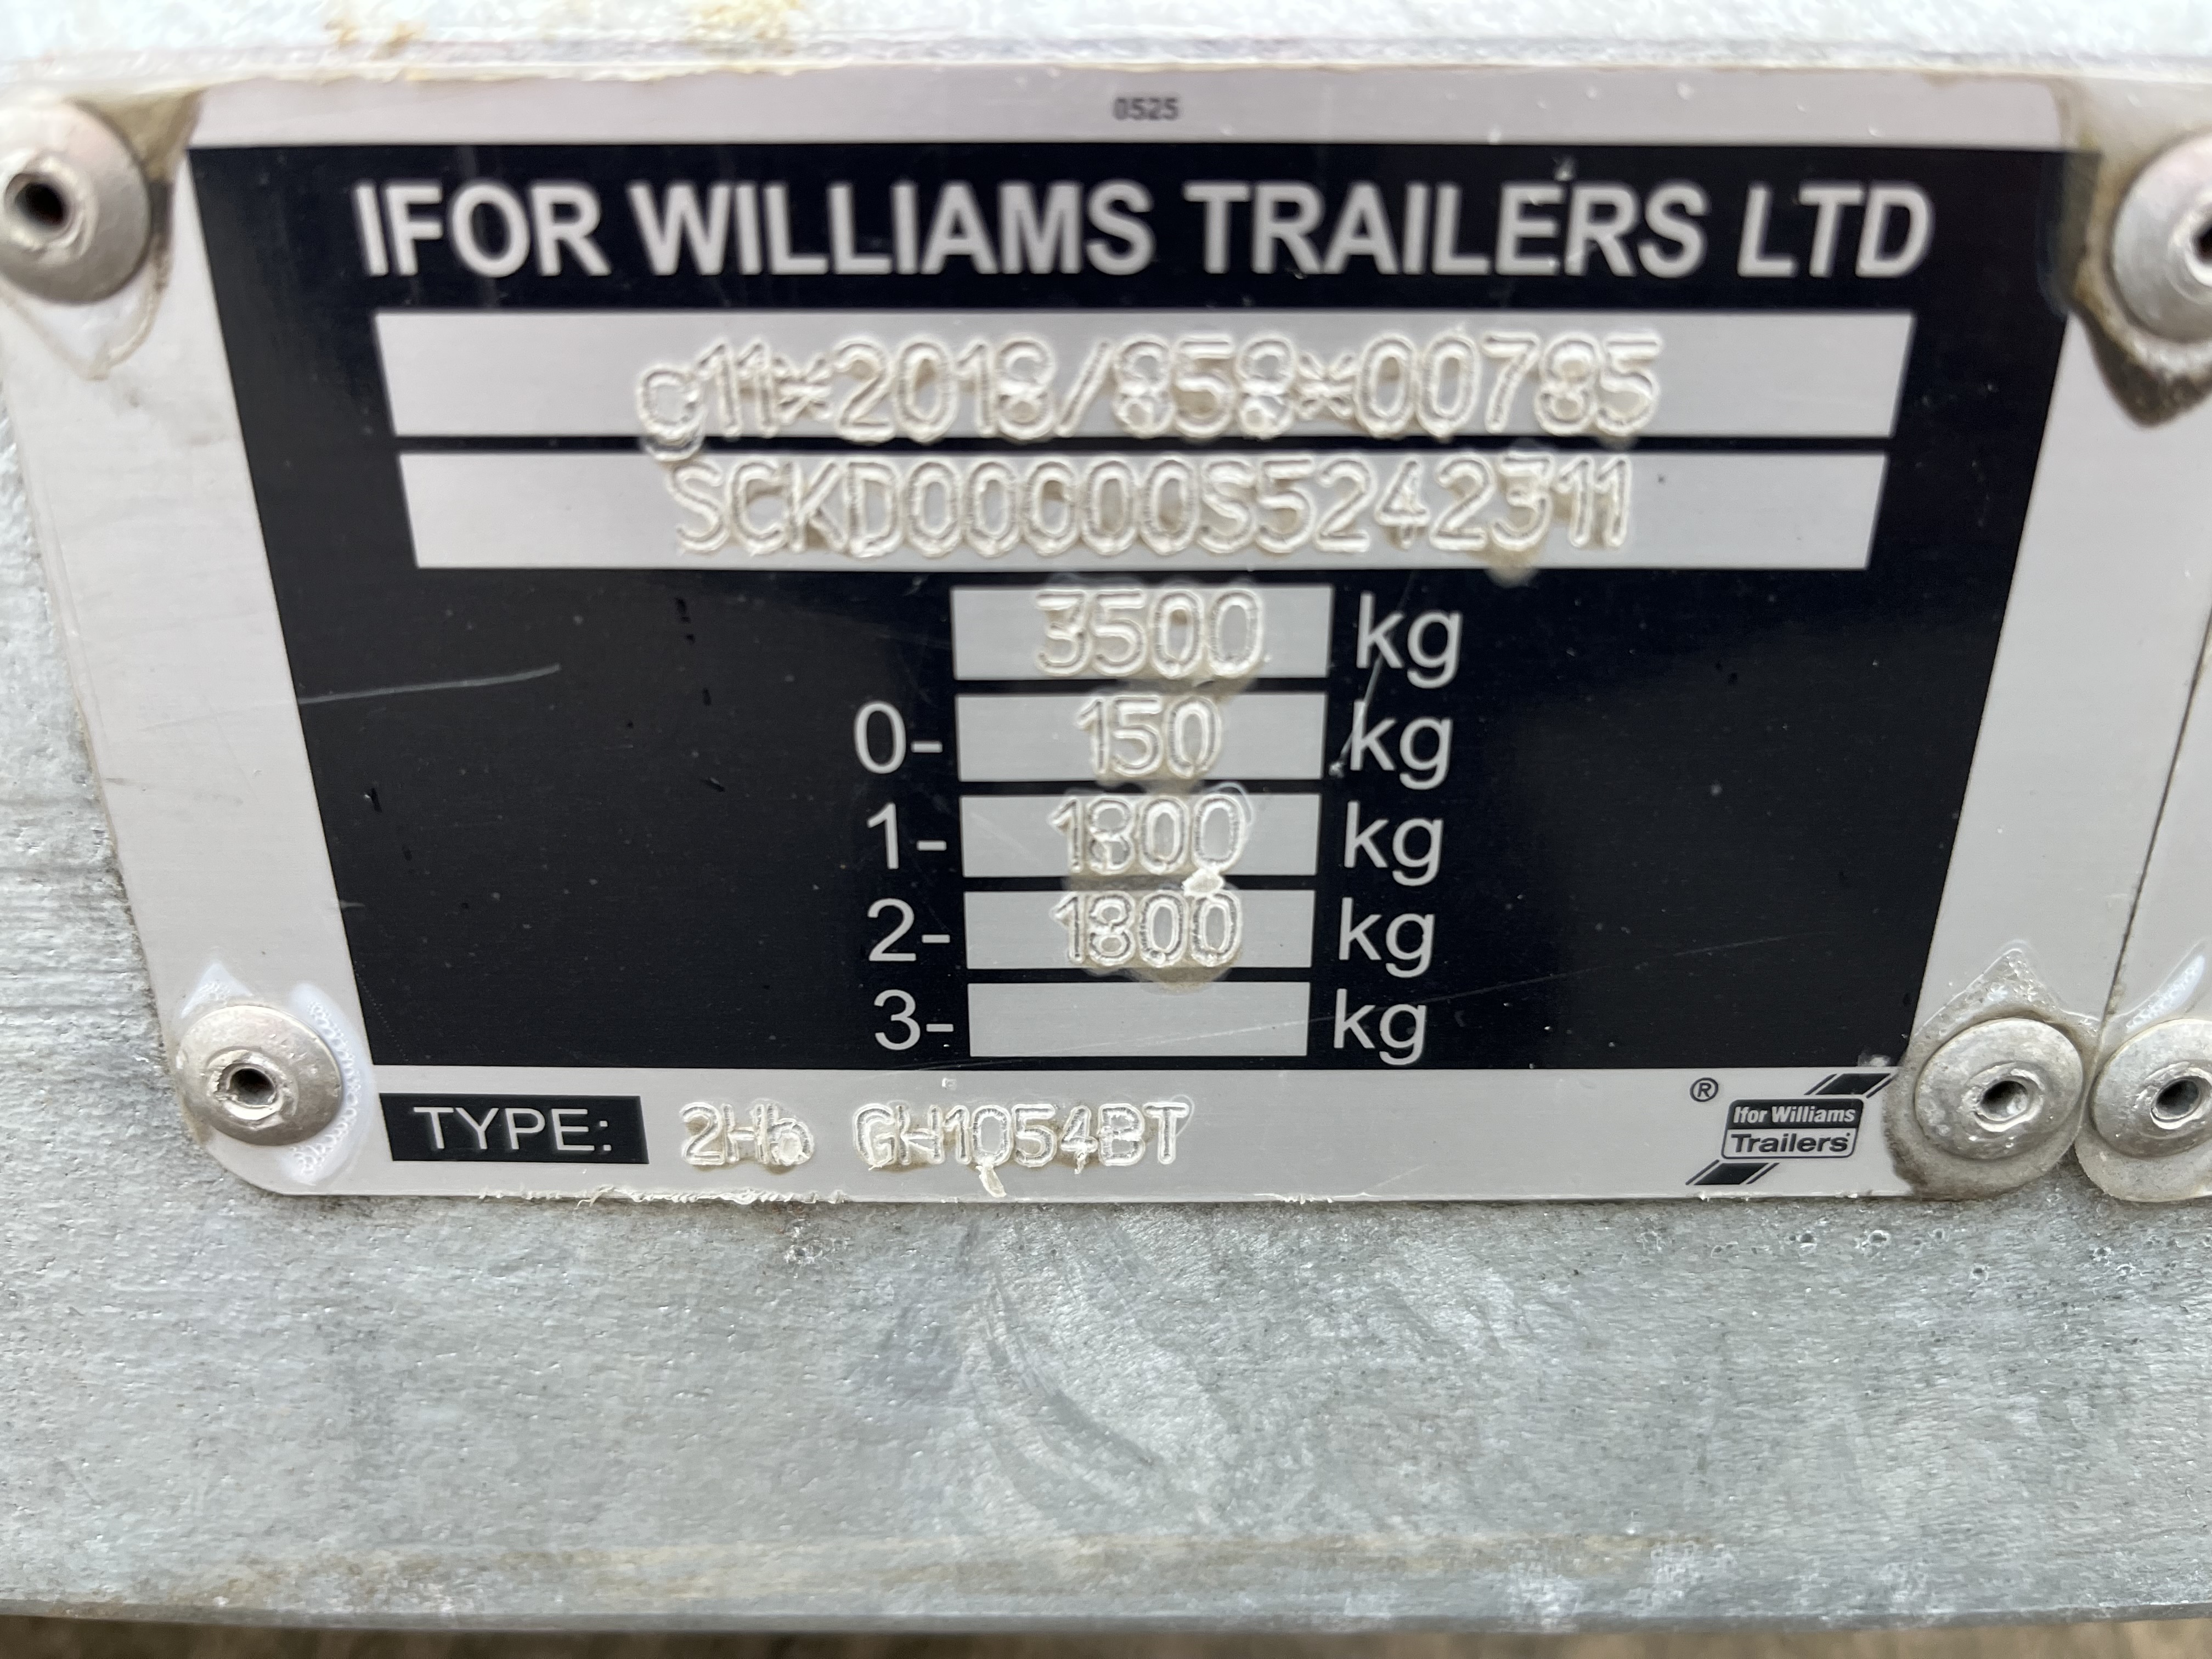 0525
IFOR WILLIAMS TRAILERS LTD
g11*2018/858*00785
SCKD00000S5242311
3500 kg
0- 150 kg
1- 1800 kg
2- 1800 kg
3- kg
TYPE: 2Hb GH1054BT
®
Ifor Williams
Trailers